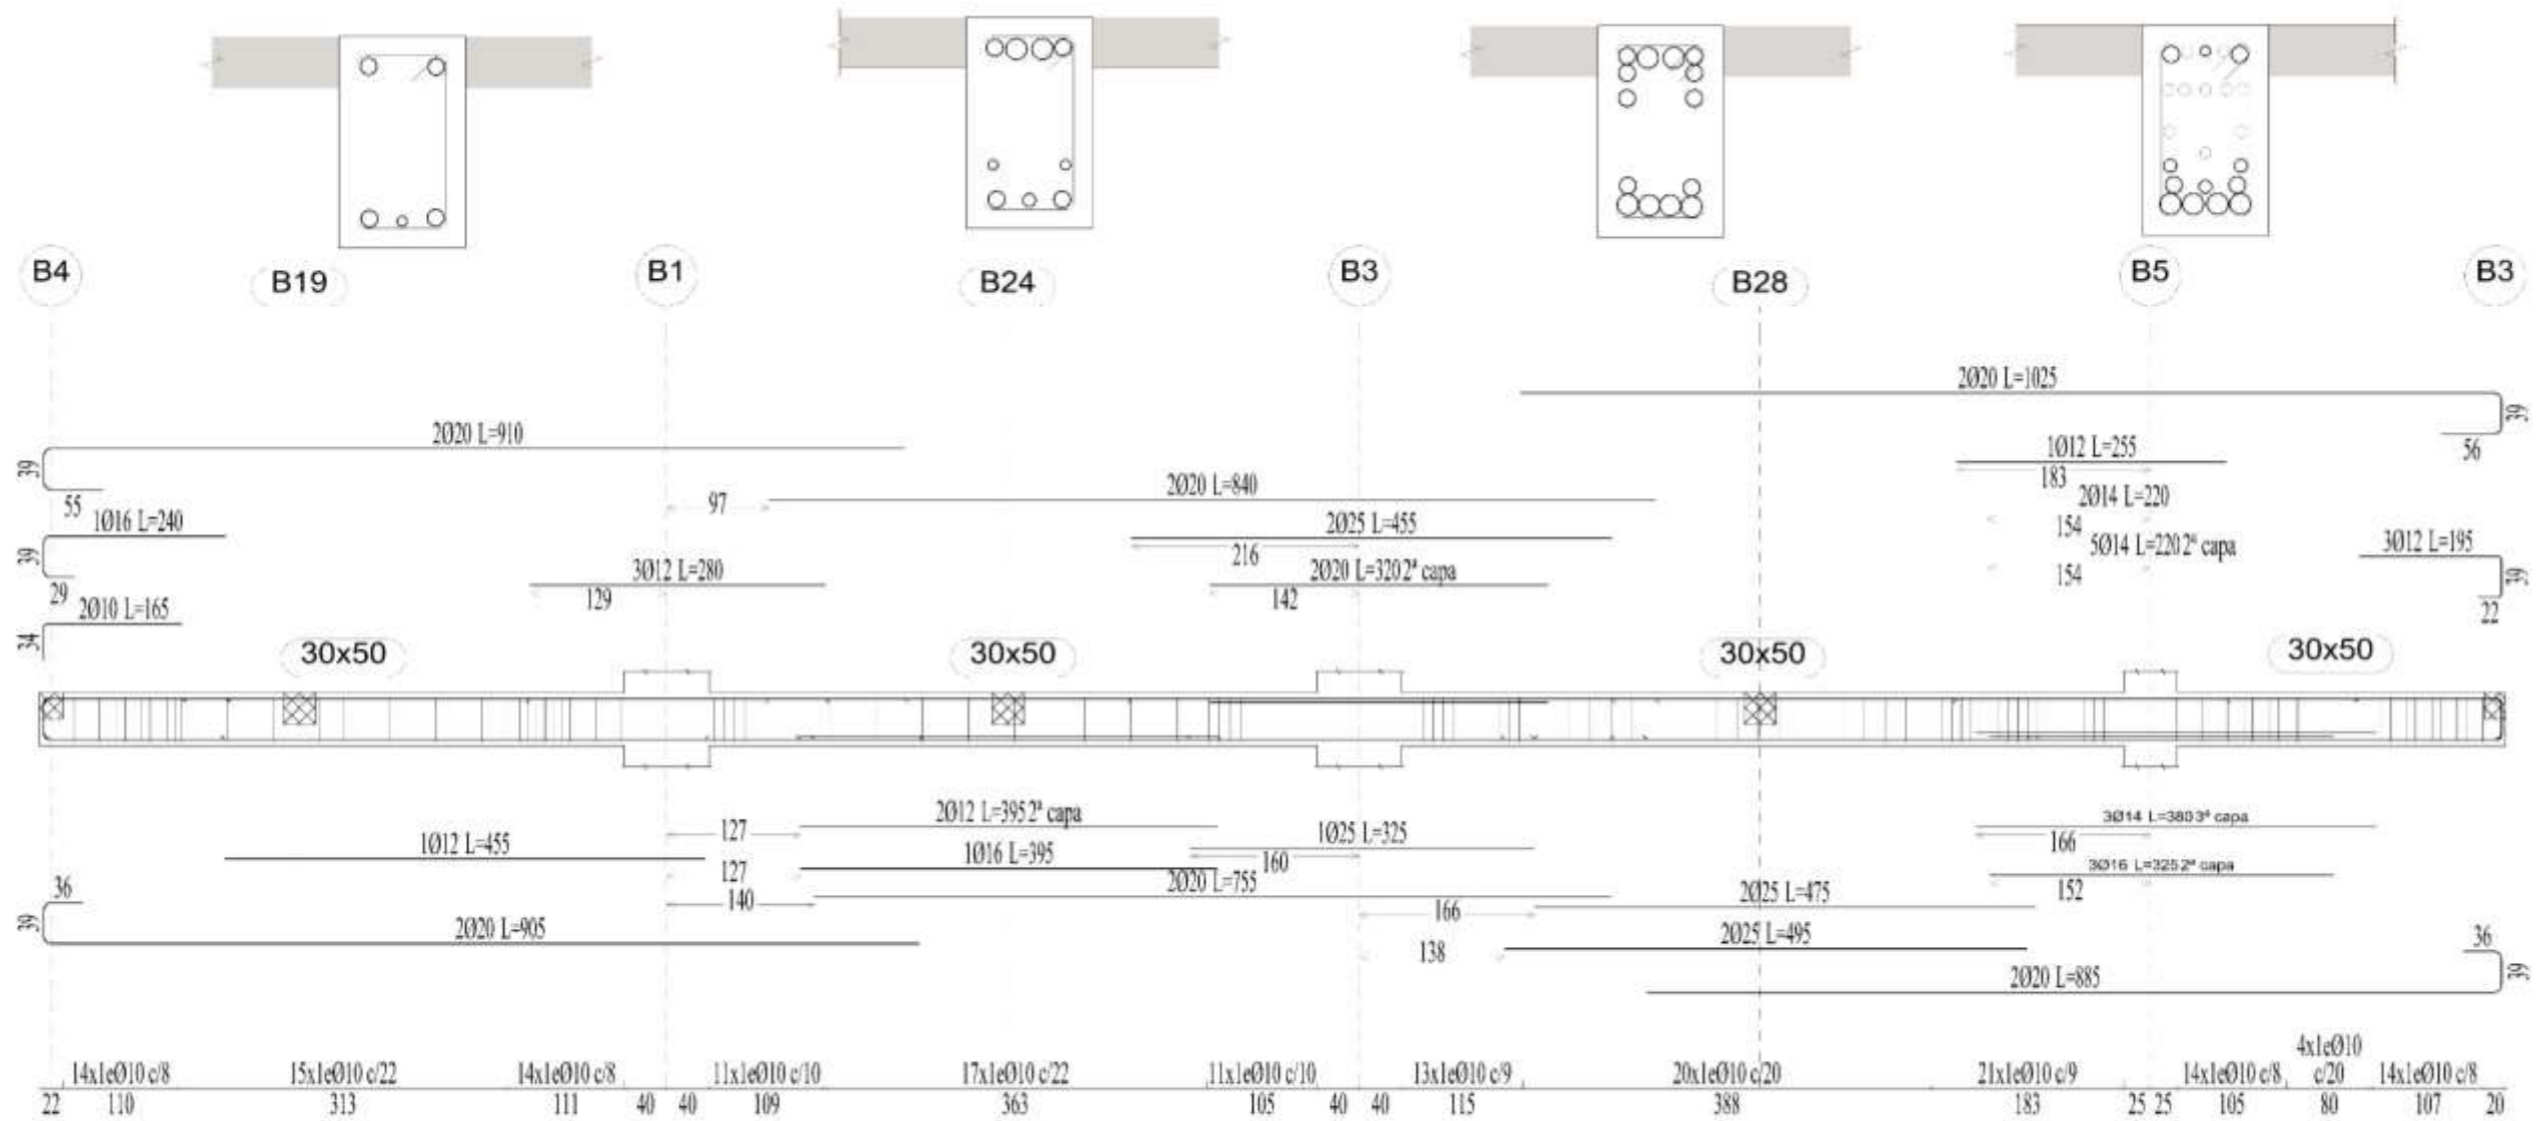 B4 B19 B1 B24 B3 B28 B5 B3
2Ø20 L=1025
39
56
2Ø20 L=910
39
55
1Ø12 L=255
183
2Ø20 L=840
97
2Ø14 L=220
154
1Ø16 L=240
39
29
2Ø25 L=455
216
5Ø14 L=220 2ª capa
154
3Ø12 L=195
39
22
3Ø12 L=280
129
2Ø20 L=320 2ª capa
142
2Ø10 L=165
34
30x50 30x50 30x50 30x50
2Ø12 L=395 2ª capa
127
3Ø14 L=380 3ª capa
166
1Ø25 L=325
160
1Ø12 L=455
1Ø16 L=395
127
3Ø16 L=325 2ª capa
152
2Ø20 L=755
140
2Ø25 L=475
166
36
39
2Ø20 L=905
2Ø25 L=495
138
36
39
2Ø20 L=885
14x1eØ10 c/8 15x1eØ10 c/22 14x1eØ10 c/8 11x1eØ10 c/10 17x1eØ10 c/22 11x1eØ10 c/10 13x1eØ10 c/9 20x1eØ10 c/20 21x1eØ10 c/9 14x1eØ10 c/8 4x1eØ10 c/20 14x1eØ10 c/8
22 110 313 111 40 40 109 363 105 40 40 115 388 183 25 25 105 80 107 20